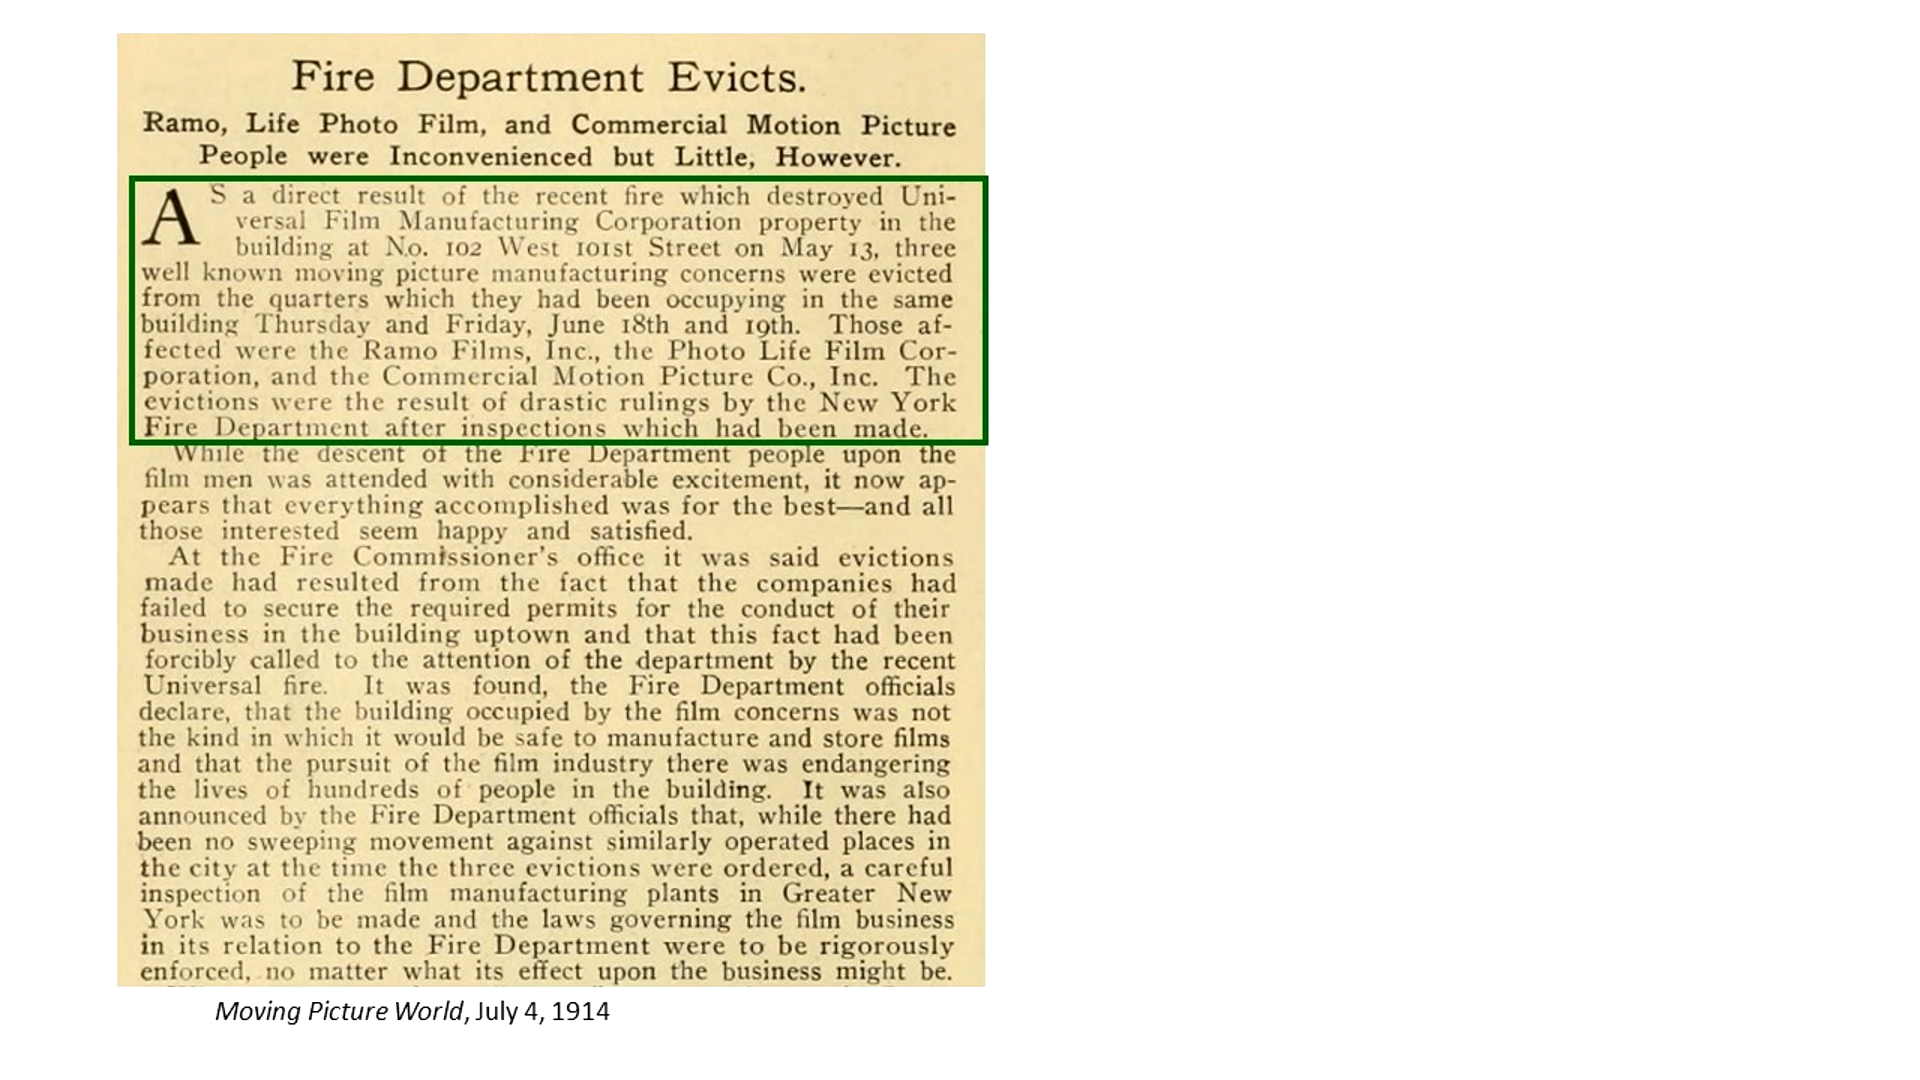 Fire Department Evicts.
Ramo, Life Photo Film, and Commercial Motion Picture
People were Inconvenienced but Little, However.
AS a direct result of the recent fire which destroyed Uni-
versal Film Manufacturing Corporation property in the
building at No. 102 West 101st Street on May 13, three
well known moving picture manufacturing concerns were evicted
from the quarters which they had been occupying in the same
building Thursday and Friday, June 18th and 19th. Those af-
fected were the Ramo Films, Inc., the Photo Life Film Cor-
poration, and the Commercial Motion Picture Co., Inc. The
evictions were the result of drastic rulings by the New York
Fire Department after inspections which had been made.
While the descent of the Fire Department people upon the
film men was attended with considerable excitement, it now ap-
pears that everything accomplished was for the best—and all
those interested seem happy and satisfied.
At the Fire Commissioner's office it was said evictions
made had resulted from the fact that the companies had
failed to secure the required permits for the conduct of their
business in the building uptown and that this fact had been
forcibly called to the attention of the department by the recent
Universal fire. It was found, the Fire Department officials
declare, that the building occupied by the film concerns was not
the kind in which it would be safe to manufacture and store films
and that the pursuit of the film industry there was endangering
the lives of hundreds of people in the building. It was also
announced by the Fire Department officials that, while there had
been no sweeping movement against similarly operated places in
the city at the time the three evictions were ordered, a careful
inspection of the film manufacturing plants in Greater New
York was to be made and the laws governing the film business
in its relation to the Fire Department were to be rigorously
enforced, no matter what its effect upon the business might be.
Moving Picture World, July 4, 1914